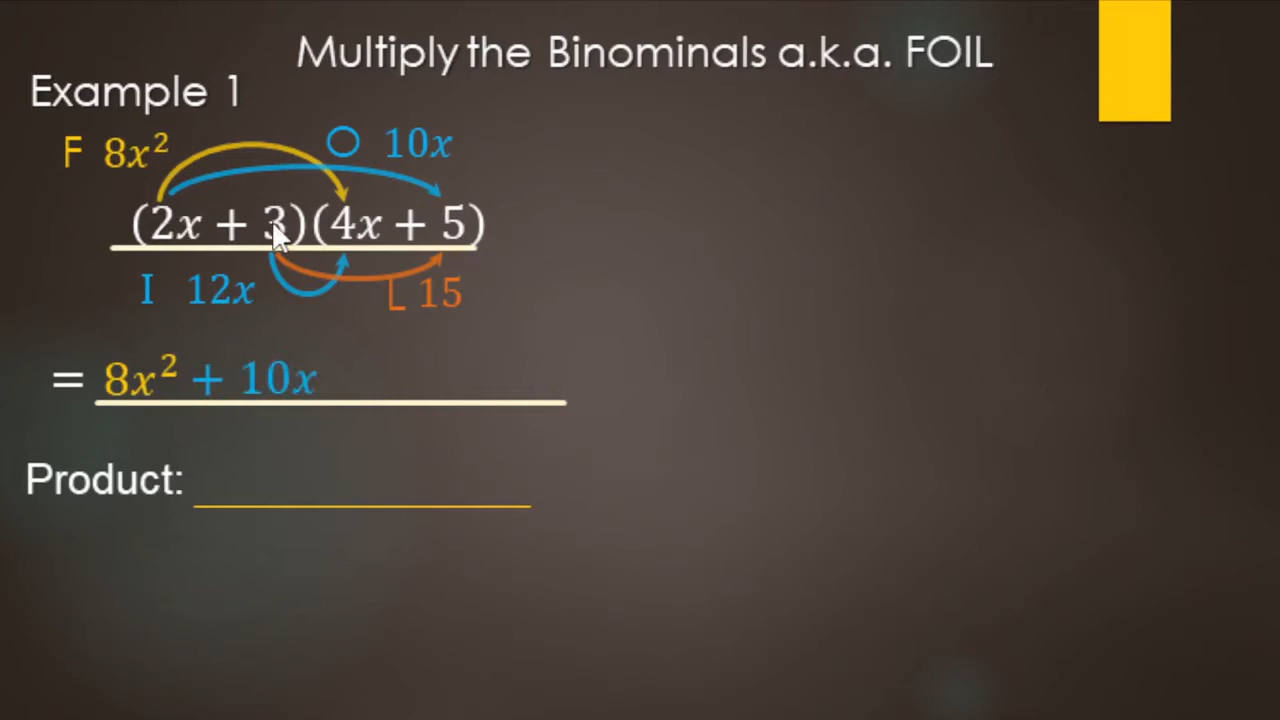 Multiply the Binominals a.k.a. FOIL
Example 1
F 8x² O 10x
(2x + 3)(4x + 5)
I 12x L 15
= 8x² + 10x
Product: